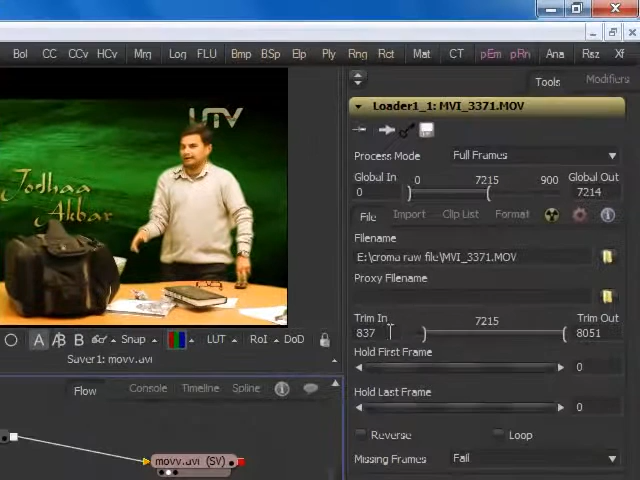 Bol CC CCv HCv Mrg Log FLU Bmp BSp Elp Ply Rng Rct Mat CT pEm pRn Ana Rsz Xf
Tools Modifiers
Loader1_1: MVI_3371.MOV
Process Mode Full Frames
Global In 0 7215 900 Global Out
0 7214
File Import Clip List Format
Filename
E:\croma raw file\MVI_3371.MOV
Proxy Filename
Trim In 7215 Trim Out
837 8051
Hold First Frame
0
Hold Last Frame
0
Reverse Loop
Missing Frames Fail
UTV
Jodhaa
Akbar
A B B Snap LUT RoI DoD
Saver1: movv.avi
Flow Console Timeline Spline
movv.avi (SV)